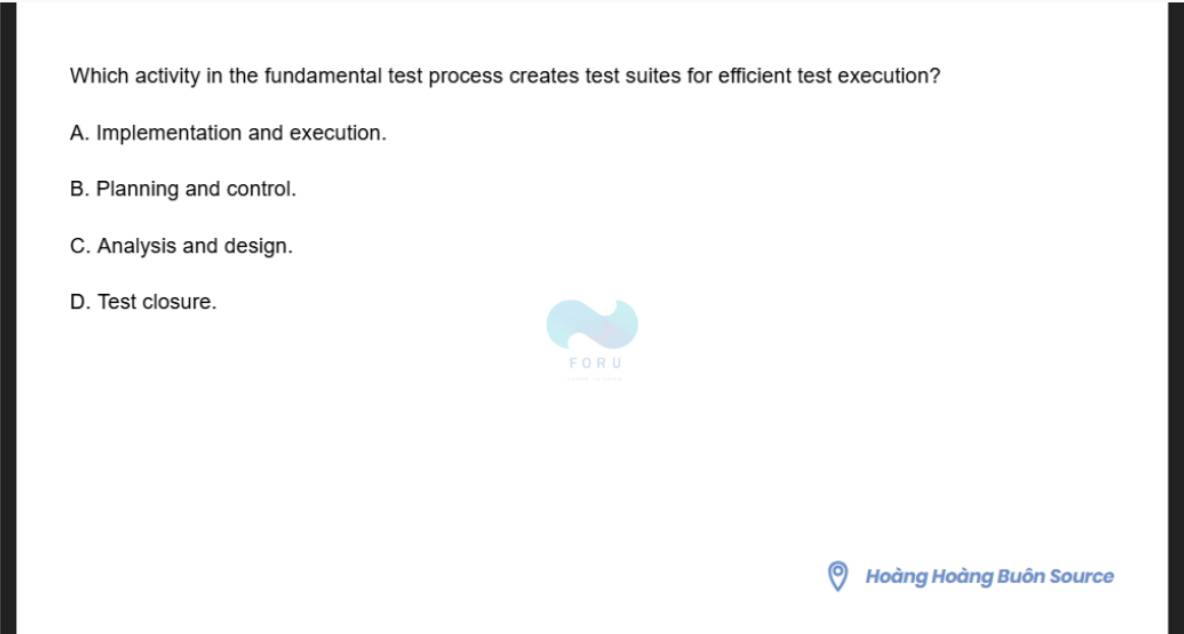 Which activity in the fundamental test process creates test suites for efficient test execution?
A. Implementation and execution.
B. Planning and control.
C. Analysis and design.
D. Test closure.
FORU
Hoàng Hoàng Buôn Source